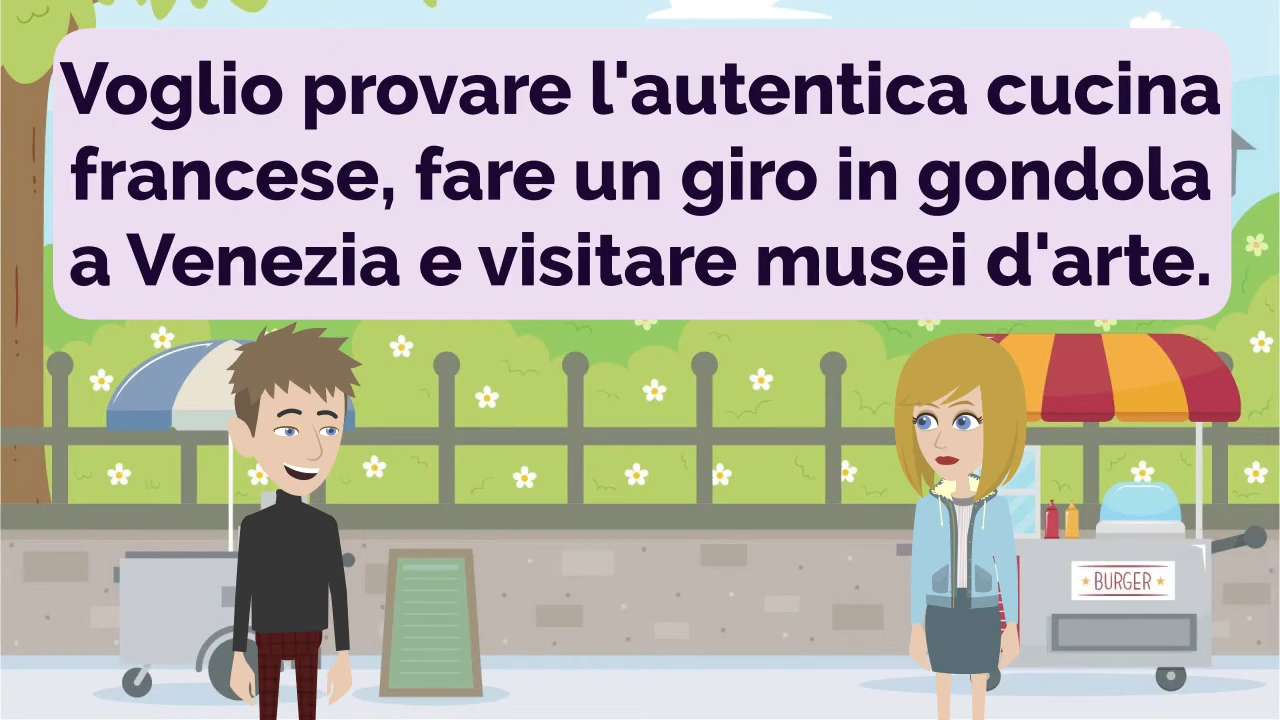 Voglio provare l'autentica cucina
francese, fare un giro in gondola
a Venezia e visitare musei d'arte.
BURGER